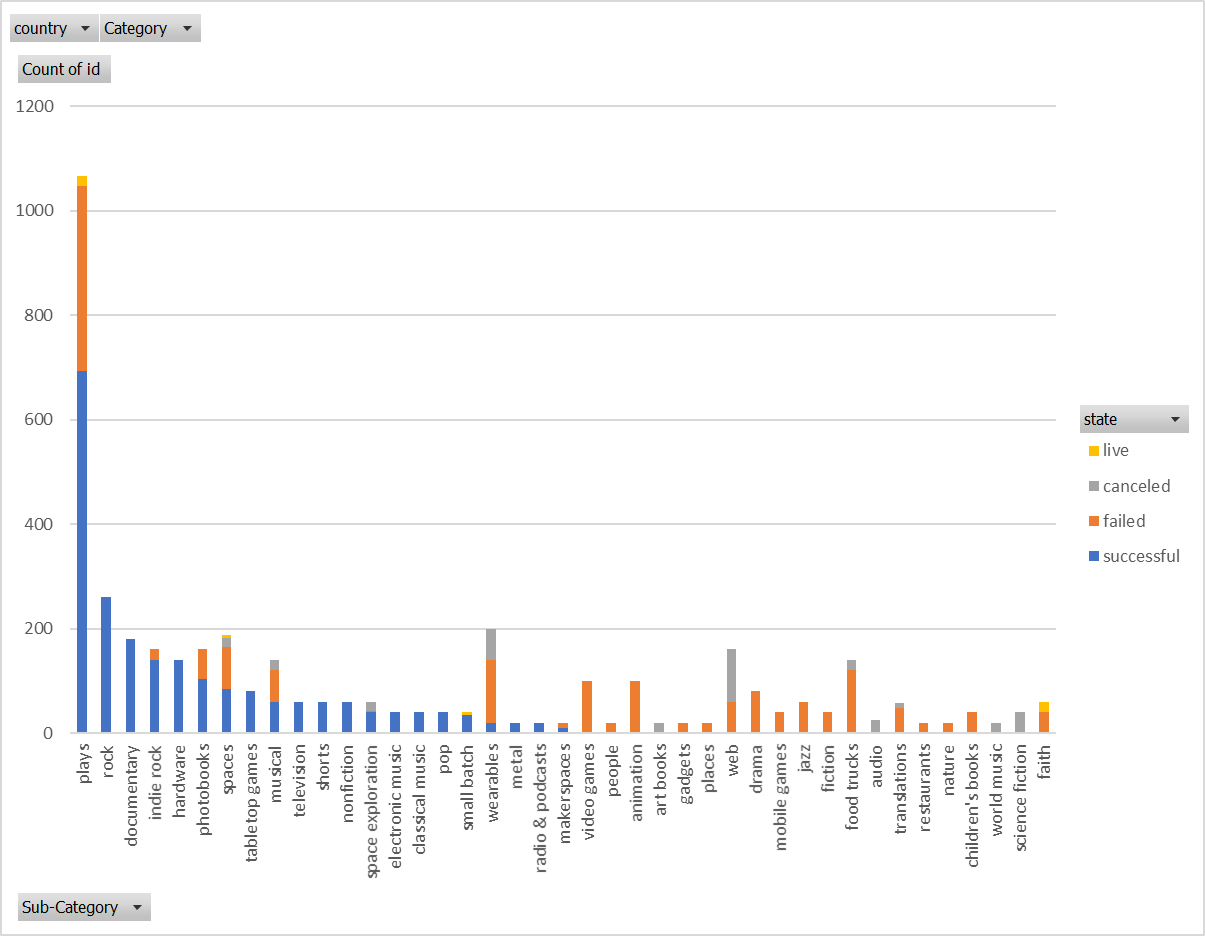 country Category
Count of id
1200
1000
800
600
400
200
0
plays
rock
documentary
indie rock
hardware
photobooks
spaces
tabletop games
musical
television
shorts
nonfiction
space exploration
electronic music
classical music
pop
small batch
wearables
metal
radio & podcasts
makerspaces
video games
people
animation
art books
gadgets
places
web
drama
mobile games
jazz
fiction
food trucks
audio
translations
restaurants
nature
children's books
world music
science fiction
faith
state
live
canceled
failed
successful
Sub-Category